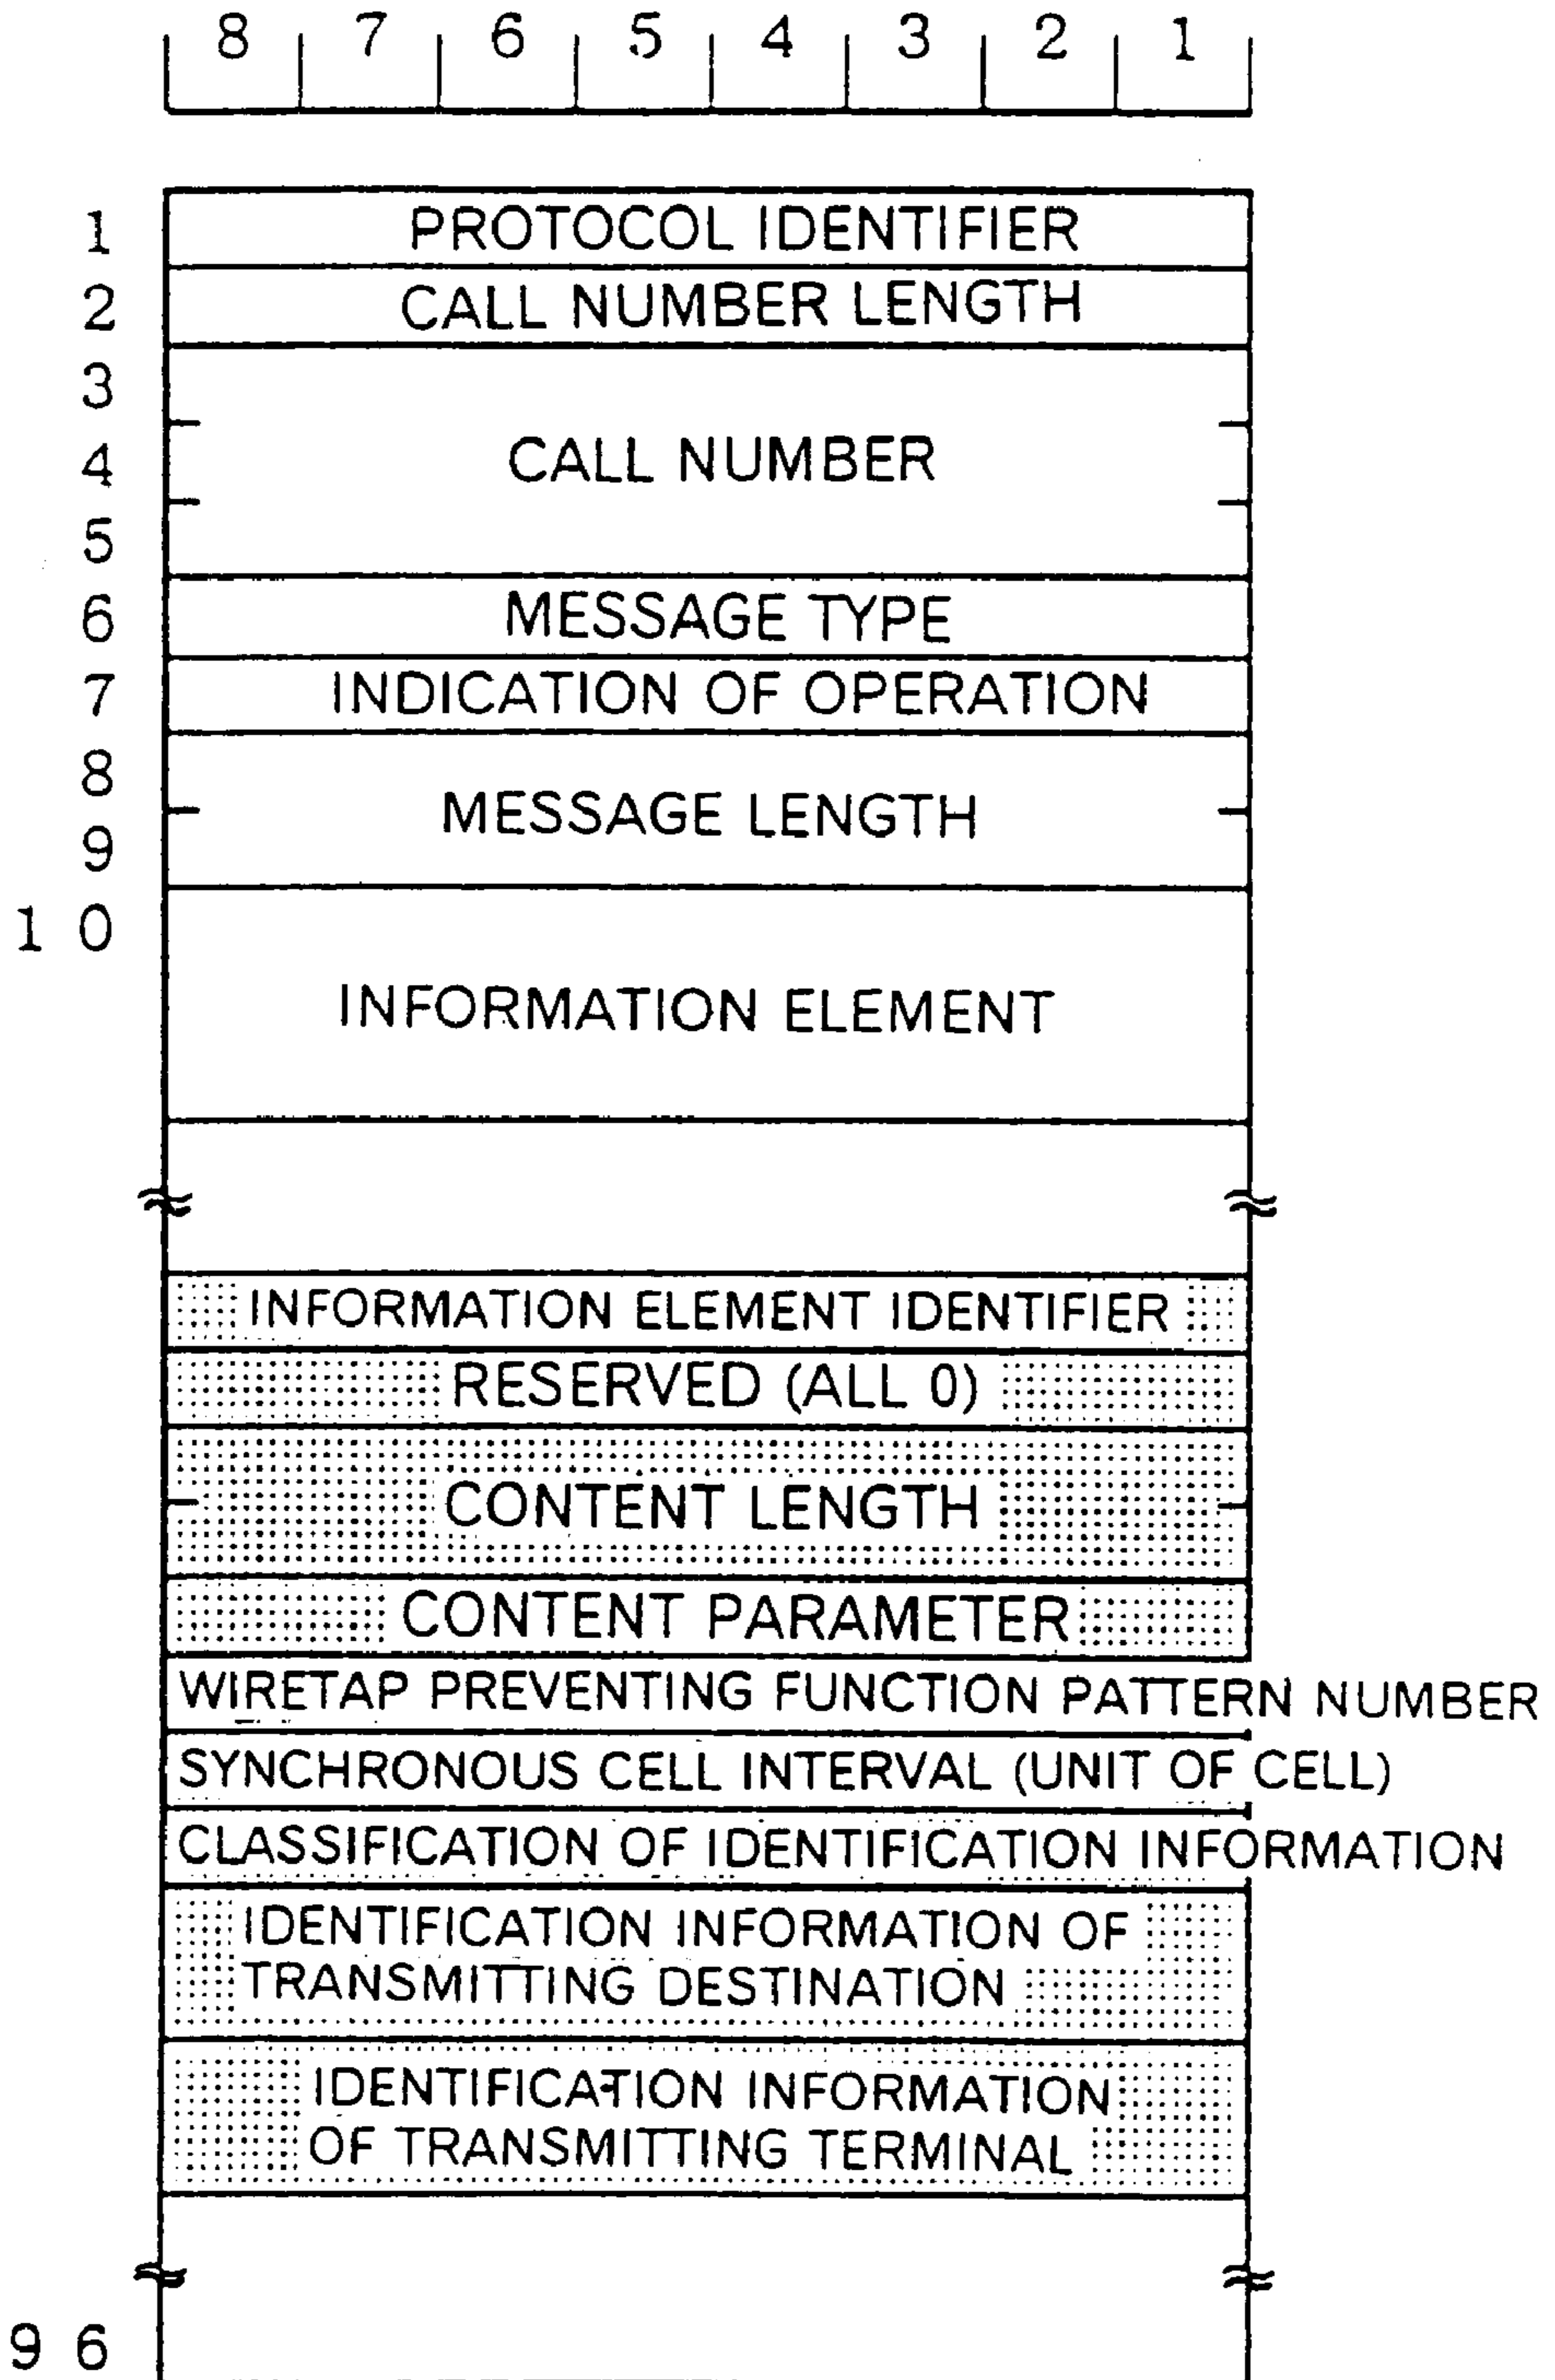 8 7 6 5 4 3 2 1
1 PROTOCOL IDENTIFIER
2 CALL NUMBER LENGTH
3
4 CALL NUMBER
5
6 MESSAGE TYPE
7 INDICATION OF OPERATION
8
MESSAGE LENGTH
9
10
INFORMATION ELEMENT
INFORMATION ELEMENT IDENTIFIER
RESERVED (ALL 0)
CONTENT LENGTH
CONTENT PARAMETER
WIRETAP PREVENTING FUNCTION PATTERN NUMBER
SYNCHRONOUS CELL INTERVAL (UNIT OF CELL)
CLASSIFICATION OF IDENTIFICATION INFORMATION
IDENTIFICATION INFORMATION OF
TRANSMITTING DESTINATION
IDENTIFICATION INFORMATION
OF TRANSMITTING TERMINAL
96